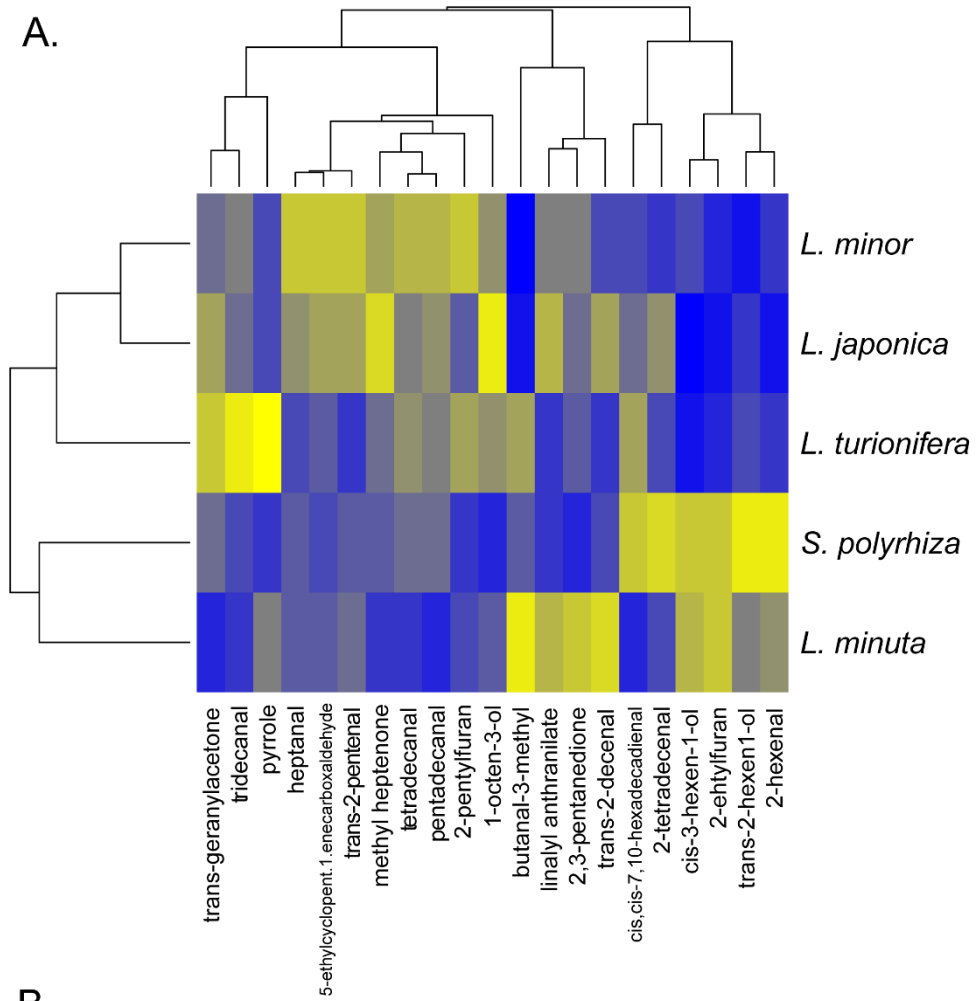 A.
L. minor
L. japonica
L. turionifera
S. polyrhiza
L. minuta
trans-geranylacetone
tridecanal
pyrrole
heptanal
5-ethylcyclopent.1.enecarboxaldehyde
trans-2-pentenal
methyl heptenone
tetradecanal
pentadecanal
2-pentylfuran
1-octen-3-ol
butanal-3-methyl
linalyl anthranilate
2,3-pentanedione
trans-2-decenal
cis,cis-7,10-hexadecadienal
2-tetradecenal
cis-3-hexen-1-ol
2-ehtylfuran
trans-2-hexen1-ol
2-hexenal